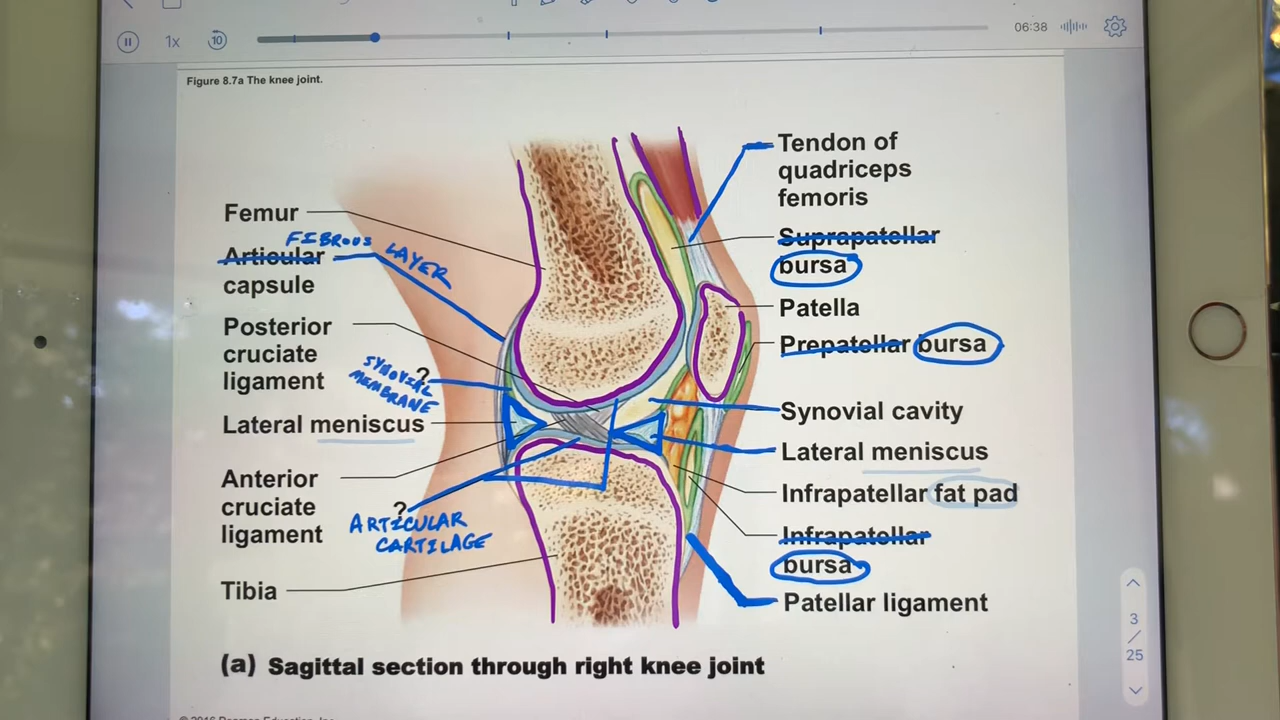 1x
10
06:38
Figure 8.7a The knee joint.
Femur
FIBROUS LAYER
Articular
capsule
Posterior
cruciate
ligament
?
SYNOVIAL
MEMBRANE
Lateral meniscus
Anterior
cruciate
ligament
?
ARTICULAR
CARTILAGE
Tibia
Tendon of
quadriceps
femoris
Suprapatellar
bursa
Patella
Prepatellar bursa
Synovial cavity
Lateral meniscus
Infrapatellar fat pad
Infrapatellar
bursa
Patellar ligament
3
/
25
(a) Sagittal section through right knee joint